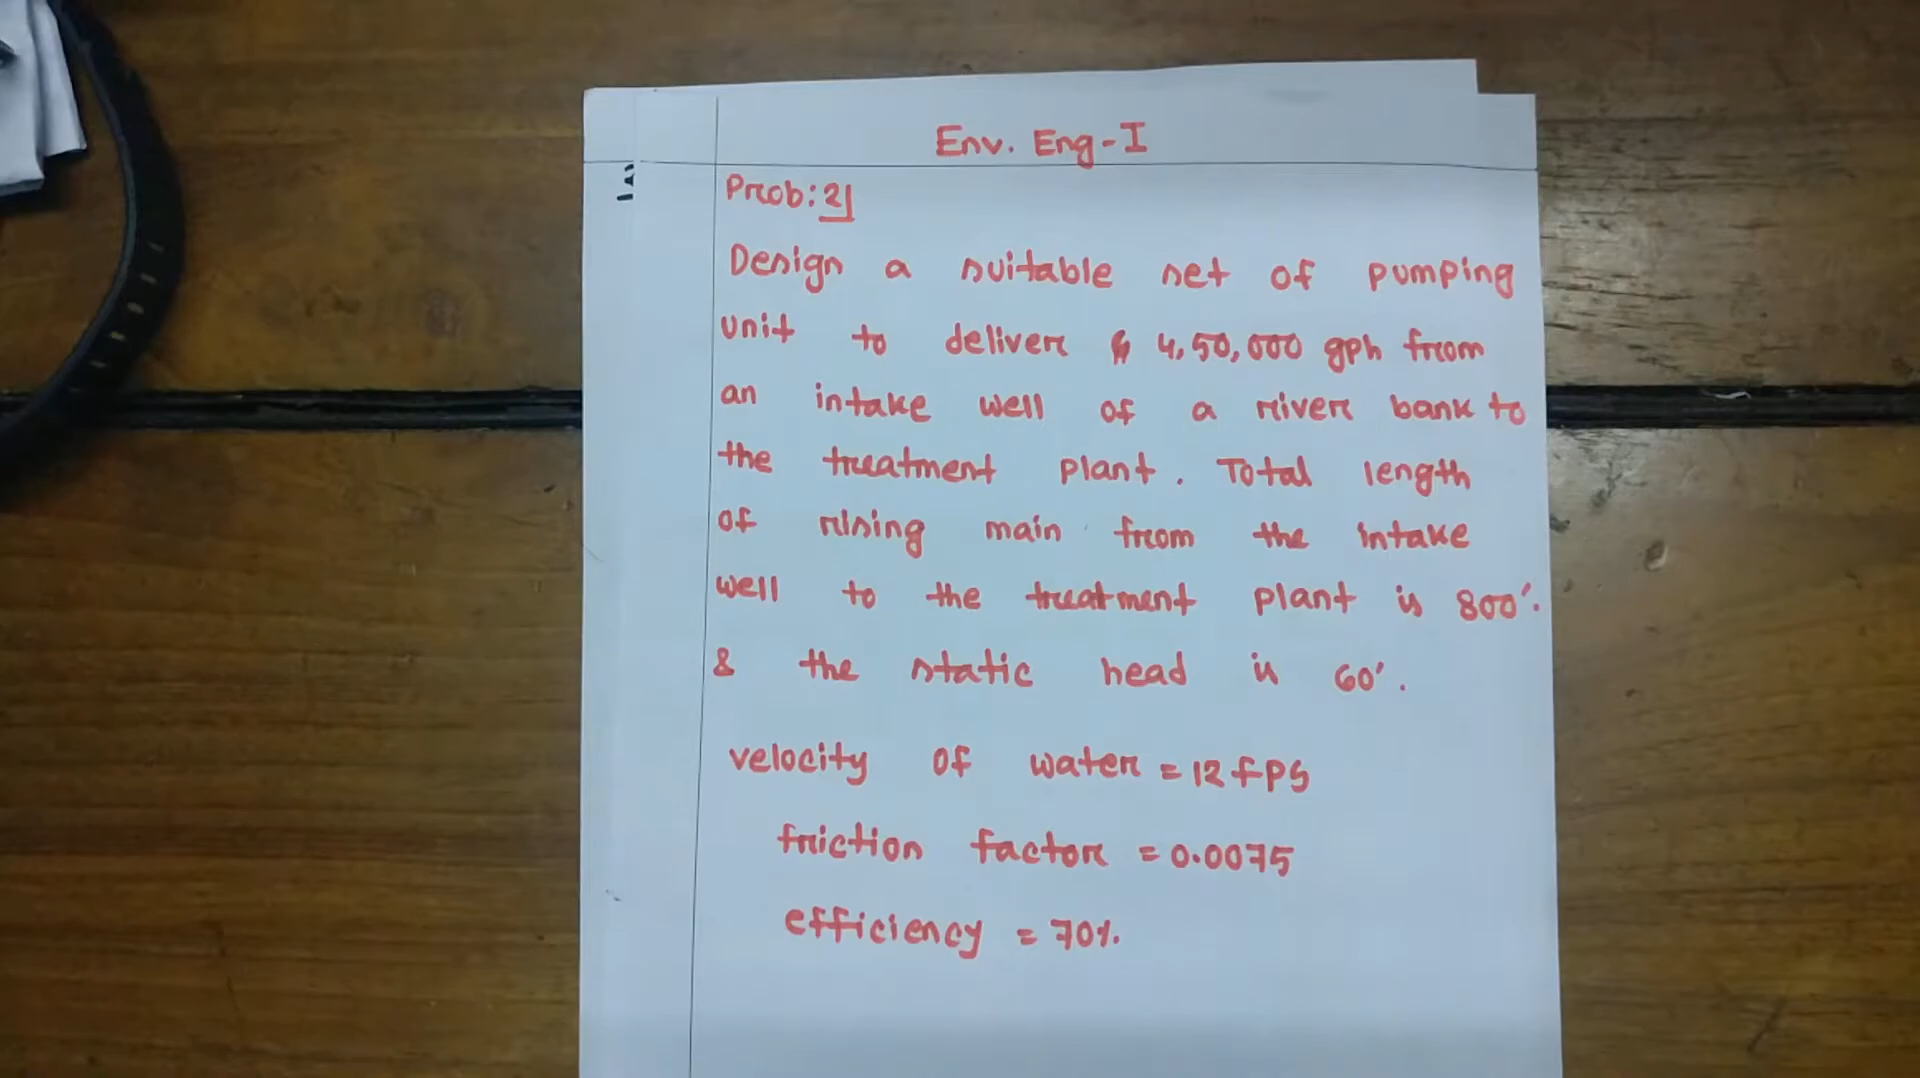 Env. Eng-I
Prob: 2
Design a suitable set of pumping
unit to deliver 4,50,000 gph from
an intake well of a river bank to
the treatment plant. Total length
of rising main from the intake
well to the treatment plant is 800'.
& the static head is 60'.
velocity of water = 12 fps
friction factor = 0.0075
efficiency = 70%.